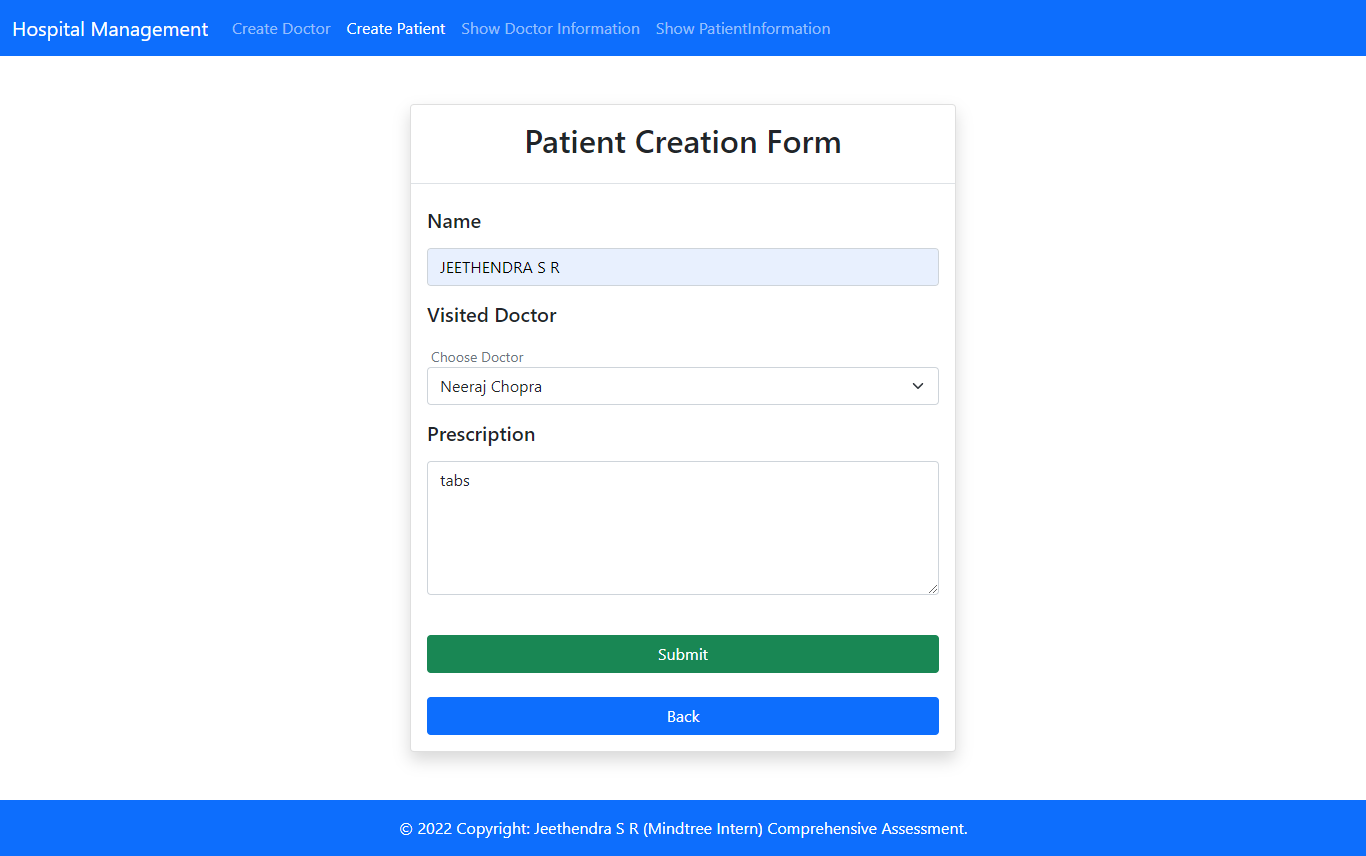 Hospital Management Create Doctor Create Patient Show Doctor Information Show PatientInformation
Patient Creation Form
Name
JEETHENDRA S R
Visited Doctor
Choose Doctor
Neeraj Chopra
Prescription
tabs
Submit
Back
© 2022 Copyright: Jeethendra S R (Mindtree Intern) Comprehensive Assessment.